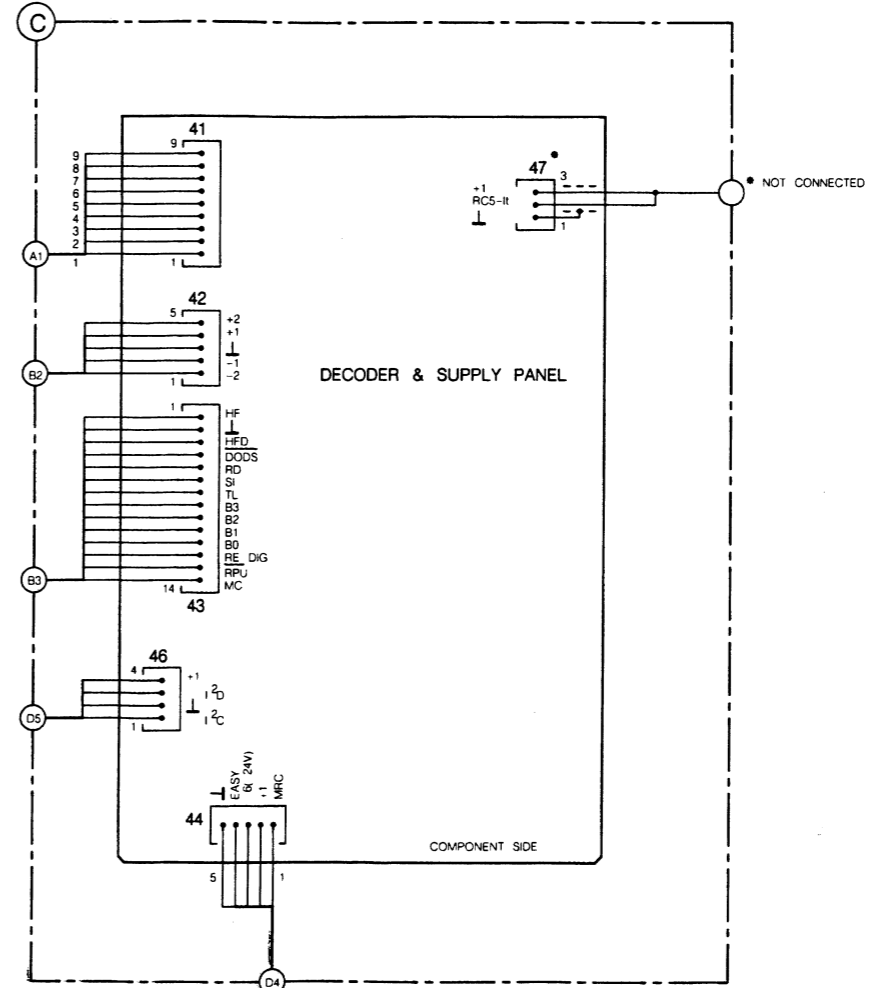 C
41
9
9
8
7
6
5
4
3
2
1
1
A1
47
•
3
+1
RC5-It
⊥
1
* NOT CONNECTED
42
5
+2
+1
⊥
-1
-2
1
B2
DECODER & SUPPLY PANEL
1
HF
⊥
HFD
DODS
RD
SI
TL
B3
B2
B1
B0
RE DIG
RPU
MC
14
43
B3
46
4
+1
I²D
⊥
I²C
1
D5
⊥
EASY
6( 24V)
+1
MRC
44
COMPONENT SIDE
5
1
D4